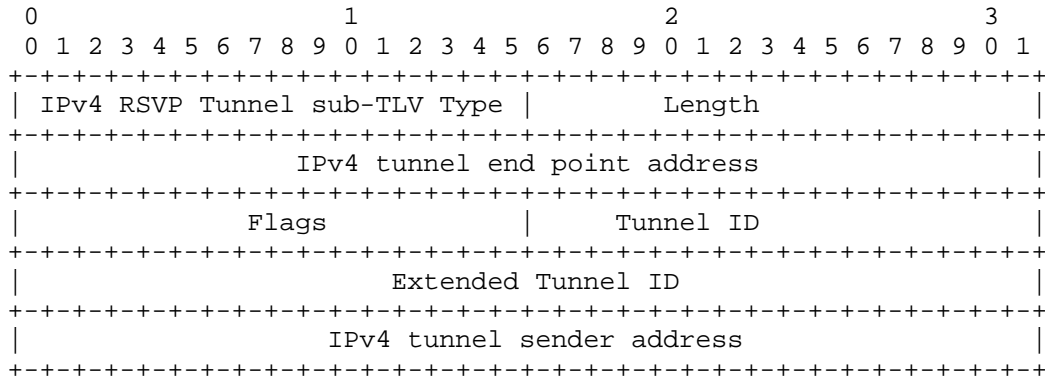 0                   1                   2                   3
 0 1 2 3 4 5 6 7 8 9 0 1 2 3 4 5 6 7 8 9 0 1 2 3 4 5 6 7 8 9 0 1
+-+-+-+-+-+-+-+-+-+-+-+-+-+-+-+-+-+-+-+-+-+-+-+-+-+-+-+-+-+-+-+-+
| IPv4 RSVP Tunnel sub-TLV Type |        Length                 |
+-+-+-+-+-+-+-+-+-+-+-+-+-+-+-+-+-+-+-+-+-+-+-+-+-+-+-+-+-+-+-+-+
|                 IPv4 tunnel end point address                 |
+-+-+-+-+-+-+-+-+-+-+-+-+-+-+-+-+-+-+-+-+-+-+-+-+-+-+-+-+-+-+-+-+
|              Flags            |     Tunnel ID                 |
+-+-+-+-+-+-+-+-+-+-+-+-+-+-+-+-+-+-+-+-+-+-+-+-+-+-+-+-+-+-+-+-+
|                       Extended Tunnel ID                      |
+-+-+-+-+-+-+-+-+-+-+-+-+-+-+-+-+-+-+-+-+-+-+-+-+-+-+-+-+-+-+-+-+
|                   IPv4 tunnel sender address                  |
+-+-+-+-+-+-+-+-+-+-+-+-+-+-+-+-+-+-+-+-+-+-+-+-+-+-+-+-+-+-+-+-+